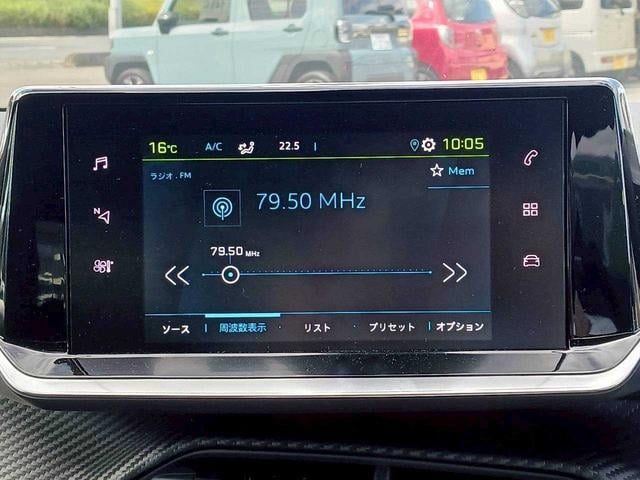 16°C A/C 22.5 10:05
ラジオ . FM
Mem
79.50 MHz
79.50 MHz
N
ソース 周波数表示 リスト プリセット オプション